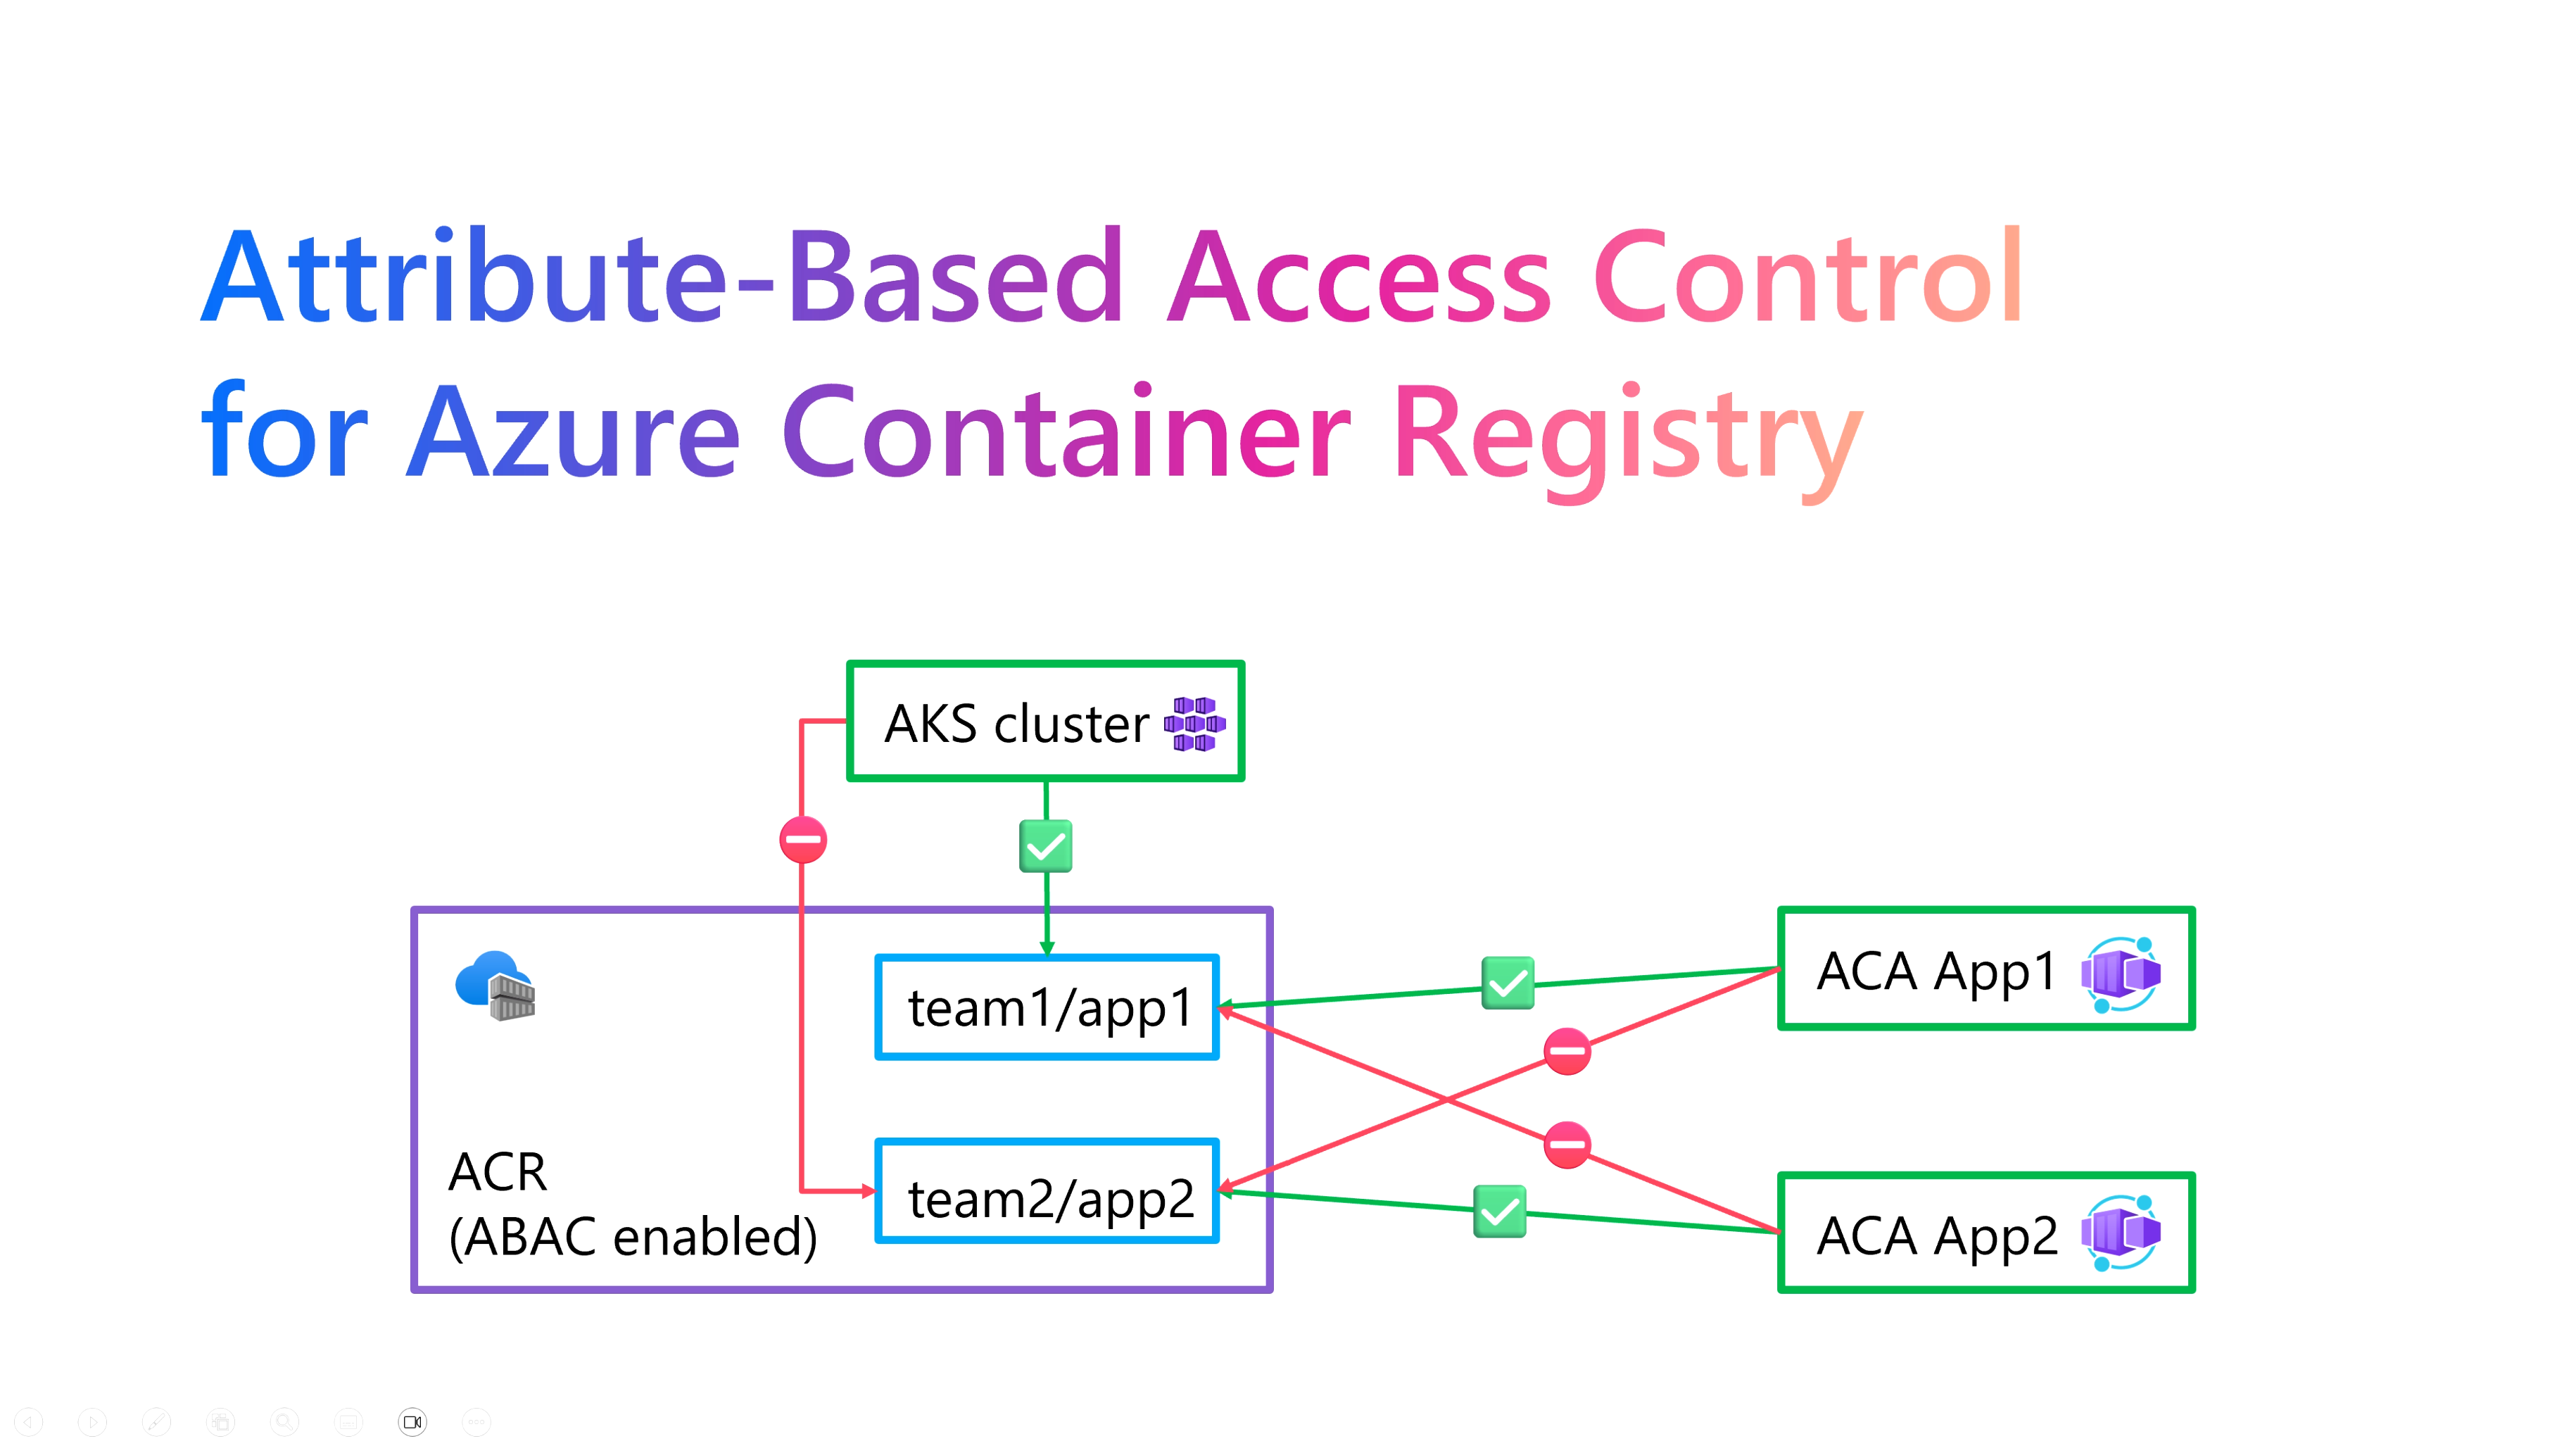 Attribute-Based Access Control
for Azure Container Registry
AKS cluster
team1/app1
team2/app2
ACR
(ABAC enabled)
ACA App1
ACA App2